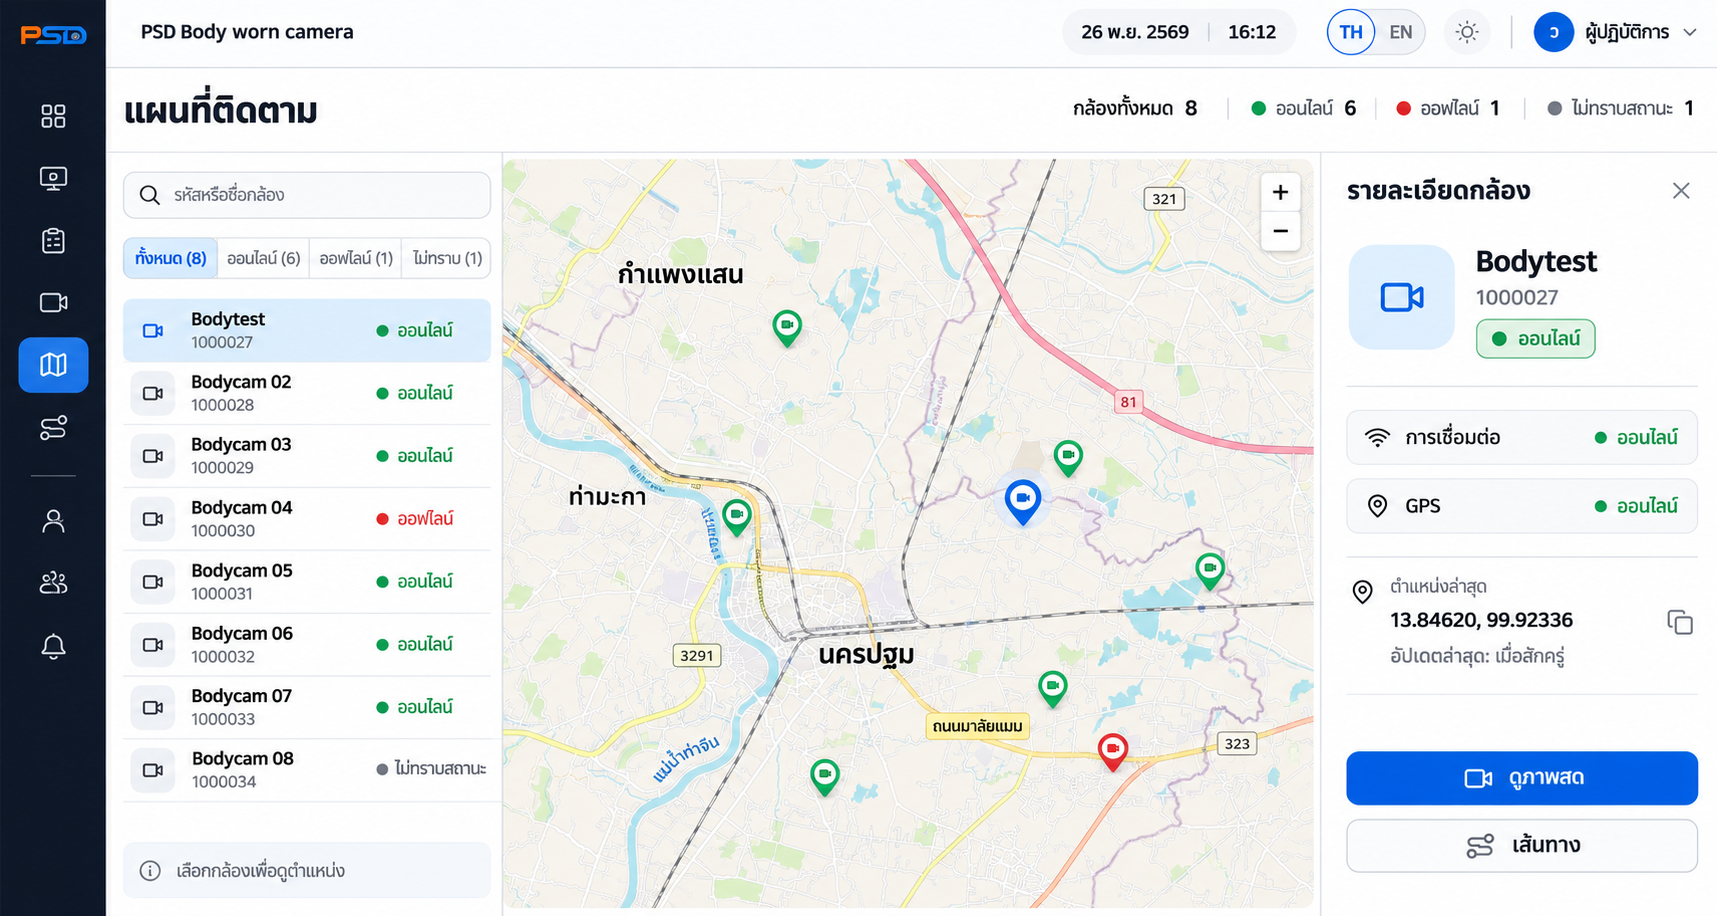 PSD
PSD Body worn camera
26 พ.ย. 2569
16:12
TH
EN
ว
ผู้ปฏิบัติการ
แผนที่ติดตาม
กล้องทั้งหมด 8
ออนไลน์ 6
ออฟไลน์ 1
ไม่ทราบสถานะ 1
รหัสหรือชื่อกล้อง
ทั้งหมด (8)
ออนไลน์ (6)
ออฟไลน์ (1)
ไม่ทราบ (1)
Bodytest
1000027
ออนไลน์
Bodycam 02
1000028
ออนไลน์
Bodycam 03
1000029
ออนไลน์
Bodycam 04
1000030
ออฟไลน์
Bodycam 05
1000031
ออนไลน์
Bodycam 06
1000032
ออนไลน์
Bodycam 07
1000033
ออนไลน์
Bodycam 08
1000034
ไม่ทราบสถานะ
เลือกกล้องเพื่อดูตำแหน่ง
321
+
−
กำแพงแสน
81
ท่ามะกา
3291
นครปฐม
ถนนมาลัยแมน
323
แม่น้ำท่าจีน
รายละเอียดกล้อง
Bodytest
1000027
ออนไลน์
การเชื่อมต่อ
ออนไลน์
GPS
ออนไลน์
ตำแหน่งล่าสุด
13.84620, 99.92336
อัปเดตล่าสุด: เมื่อสักครู่
ดูภาพสด
เส้นทาง